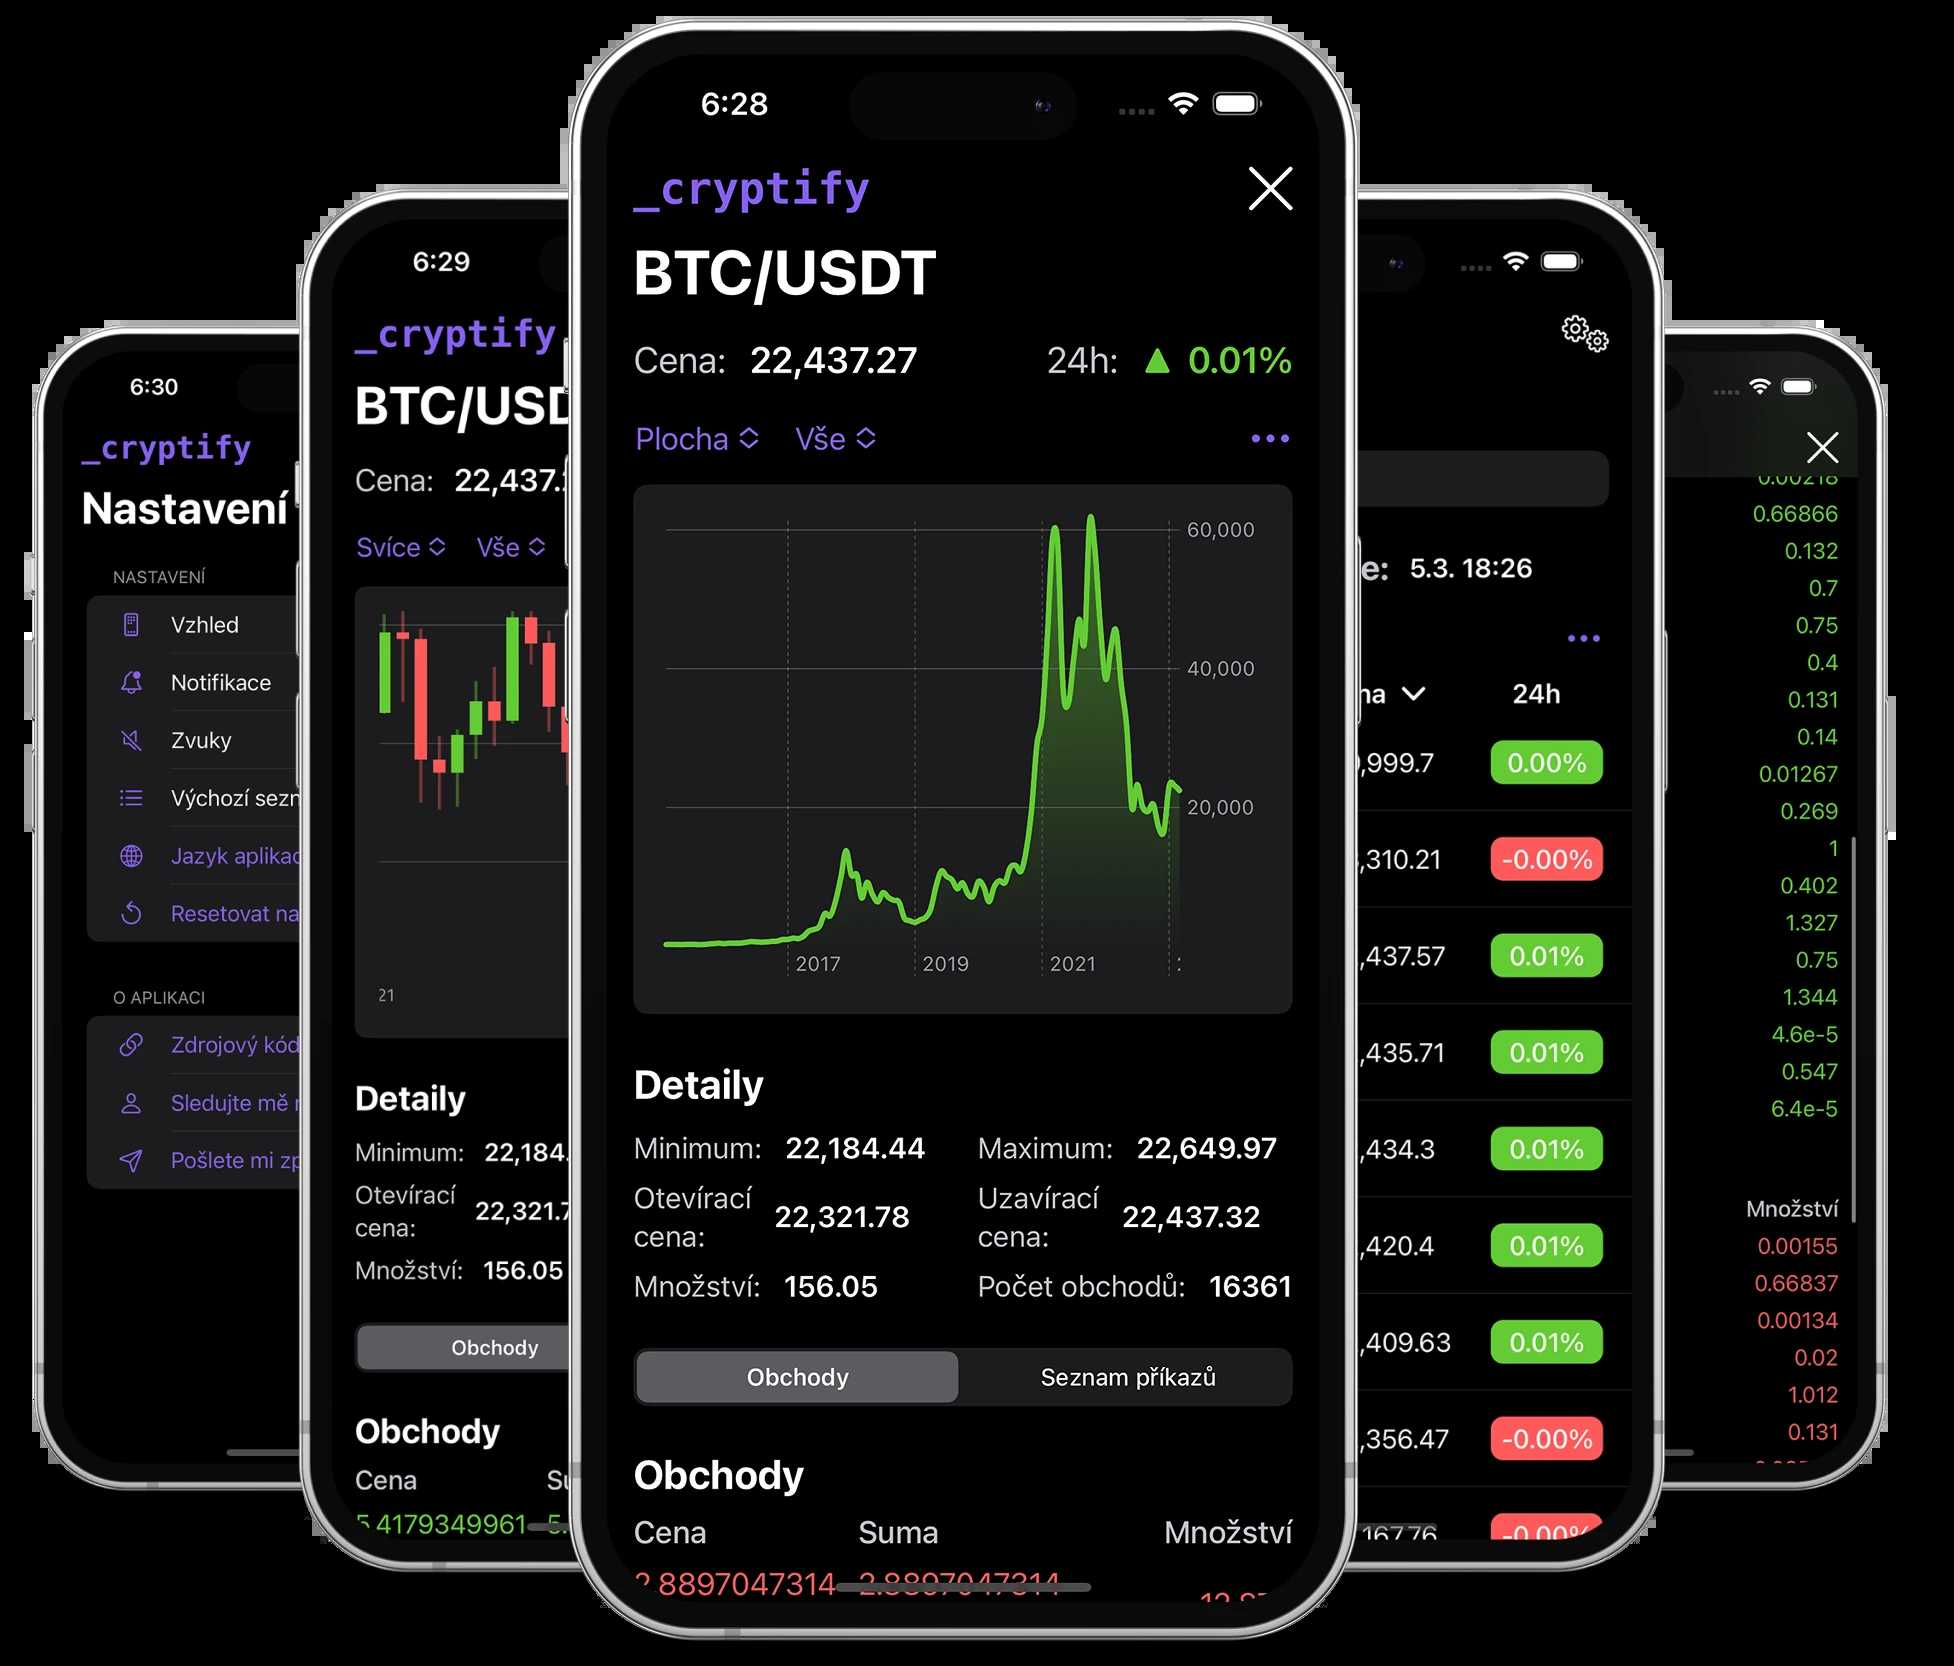 6:30
_cryptify
Nastavení
NASTAVENÍ
Vzhled
Notifikace
Zvuky
Výchozí
Jazyk
Resetovat
O APLIKACI
Zdrojový kód
Sledujte mě
Pošlete mi
6:29
_cryptify
BTC/USD
Cena: 22,437.
Svíce Vše
21
Detaily
Minimum: 22,184.
Otevírací
cena: 22,321.7
Množství: 156.05
Obchody
Obchody
Cena
5.4179349961 5.
6:28
_cryptify
BTC/USDT
Cena: 22,437.27 24h: ▲ 0.01%
Plocha Vše •••
60,000
40,000
20,000
2017 2019 2021
Detaily
Minimum: 22,184.44 Maximum: 22,649.97
Otevírací cena: 22,321.78 Uzavírací cena: 22,437.32
Množství: 156.05 Počet obchodů: 16361
Obchody Seznam příkazů
Obchody
Cena Suma Množství
2.8897047314 2.8897047314
5.3. 18:26
•••
24h
,999.7 0.00%
,310.21 -0.00%
,437.57 0.01%
,435.71 0.01%
,434.3 0.01%
,420.4 0.01%
,409.63 0.01%
,356.47 -0.00%
167.76 -0.00%
0.00218
0.66866
0.132
0.7
0.75
0.4
0.131
0.14
0.01267
0.269
1
0.402
1.327
0.75
1.344
4.6e-5
0.547
6.4e-5
Množství
0.00155
0.66837
0.00134
0.02
1.012
0.131